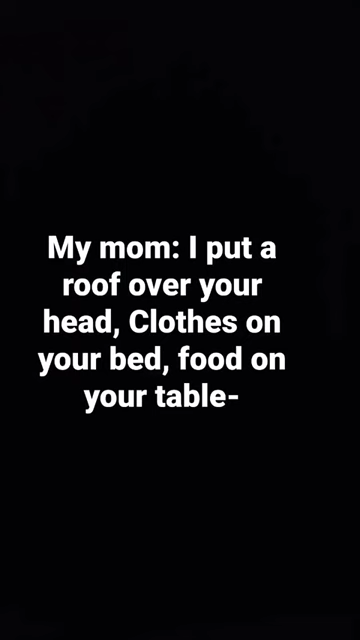 My mom: I put a
roof over your
head, Clothes on
your bed, food on
your table-